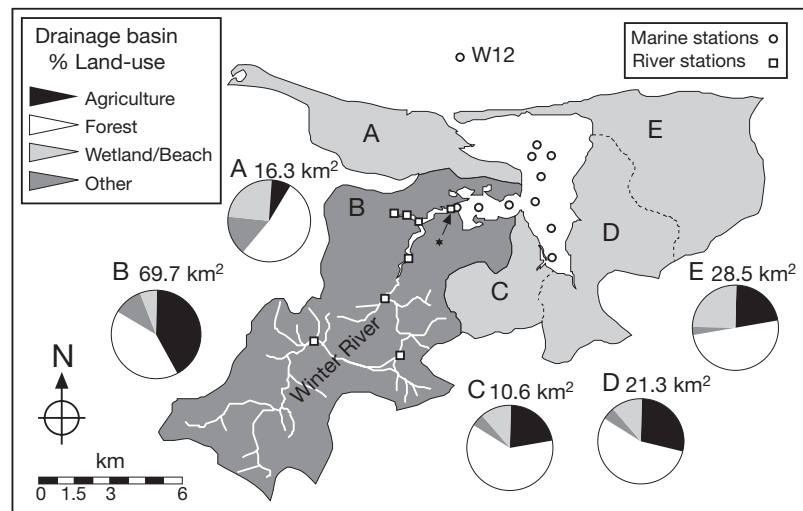 Drainage basin
% Land-use
Agriculture
Forest
Wetland/Beach
Other
W12
Marine stations
River stations
A
E
A 16.3 km²
B
B 69.7 km²
D
C
E 28.5 km²
Winter River
C 10.6 km²
D 21.3 km²
N
km
0 1.5 3 6